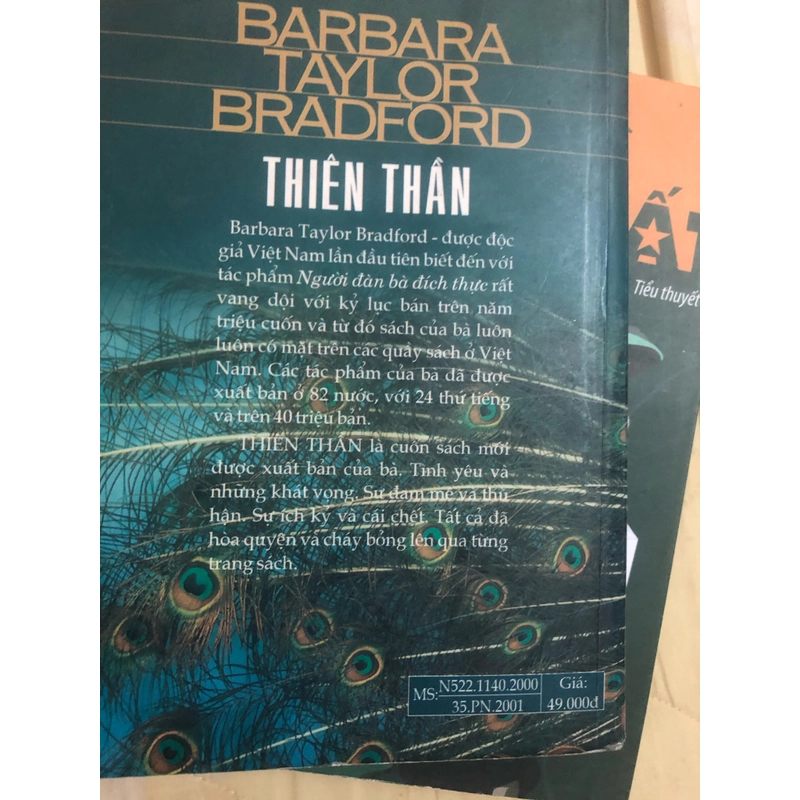 BARBARA
TAYLOR
BRADFORD
THIÊN THẦN
Barbara Taylor Bradford - được độc
giả Việt Nam lần đầu tiên biết đến với
tác phẩm Người đàn bà đích thực rất
vang dội với kỷ lục bán trên năm
triệu cuốn và từ đó sách của bà luôn
luôn có mặt trên các quầy sách ở Việt
Nam. Các tác phẩm của bà đã được
xuất bản ở 82 nước, với 24 thứ tiếng
và trên 40 triệu bản.
THIÊN THẦN là cuốn sách mới
được xuất bản của bà. Tình yêu và
những khát vọng. Sự đam mê và thù
hận. Sự ích kỷ và cái chết. Tất cả đã
hòa quyện và cháy bỏng lên qua từng
trang sách.
MS: N522.1140.2000
35.PN.2001
Giá:
49.000đ
Tiểu thuyết